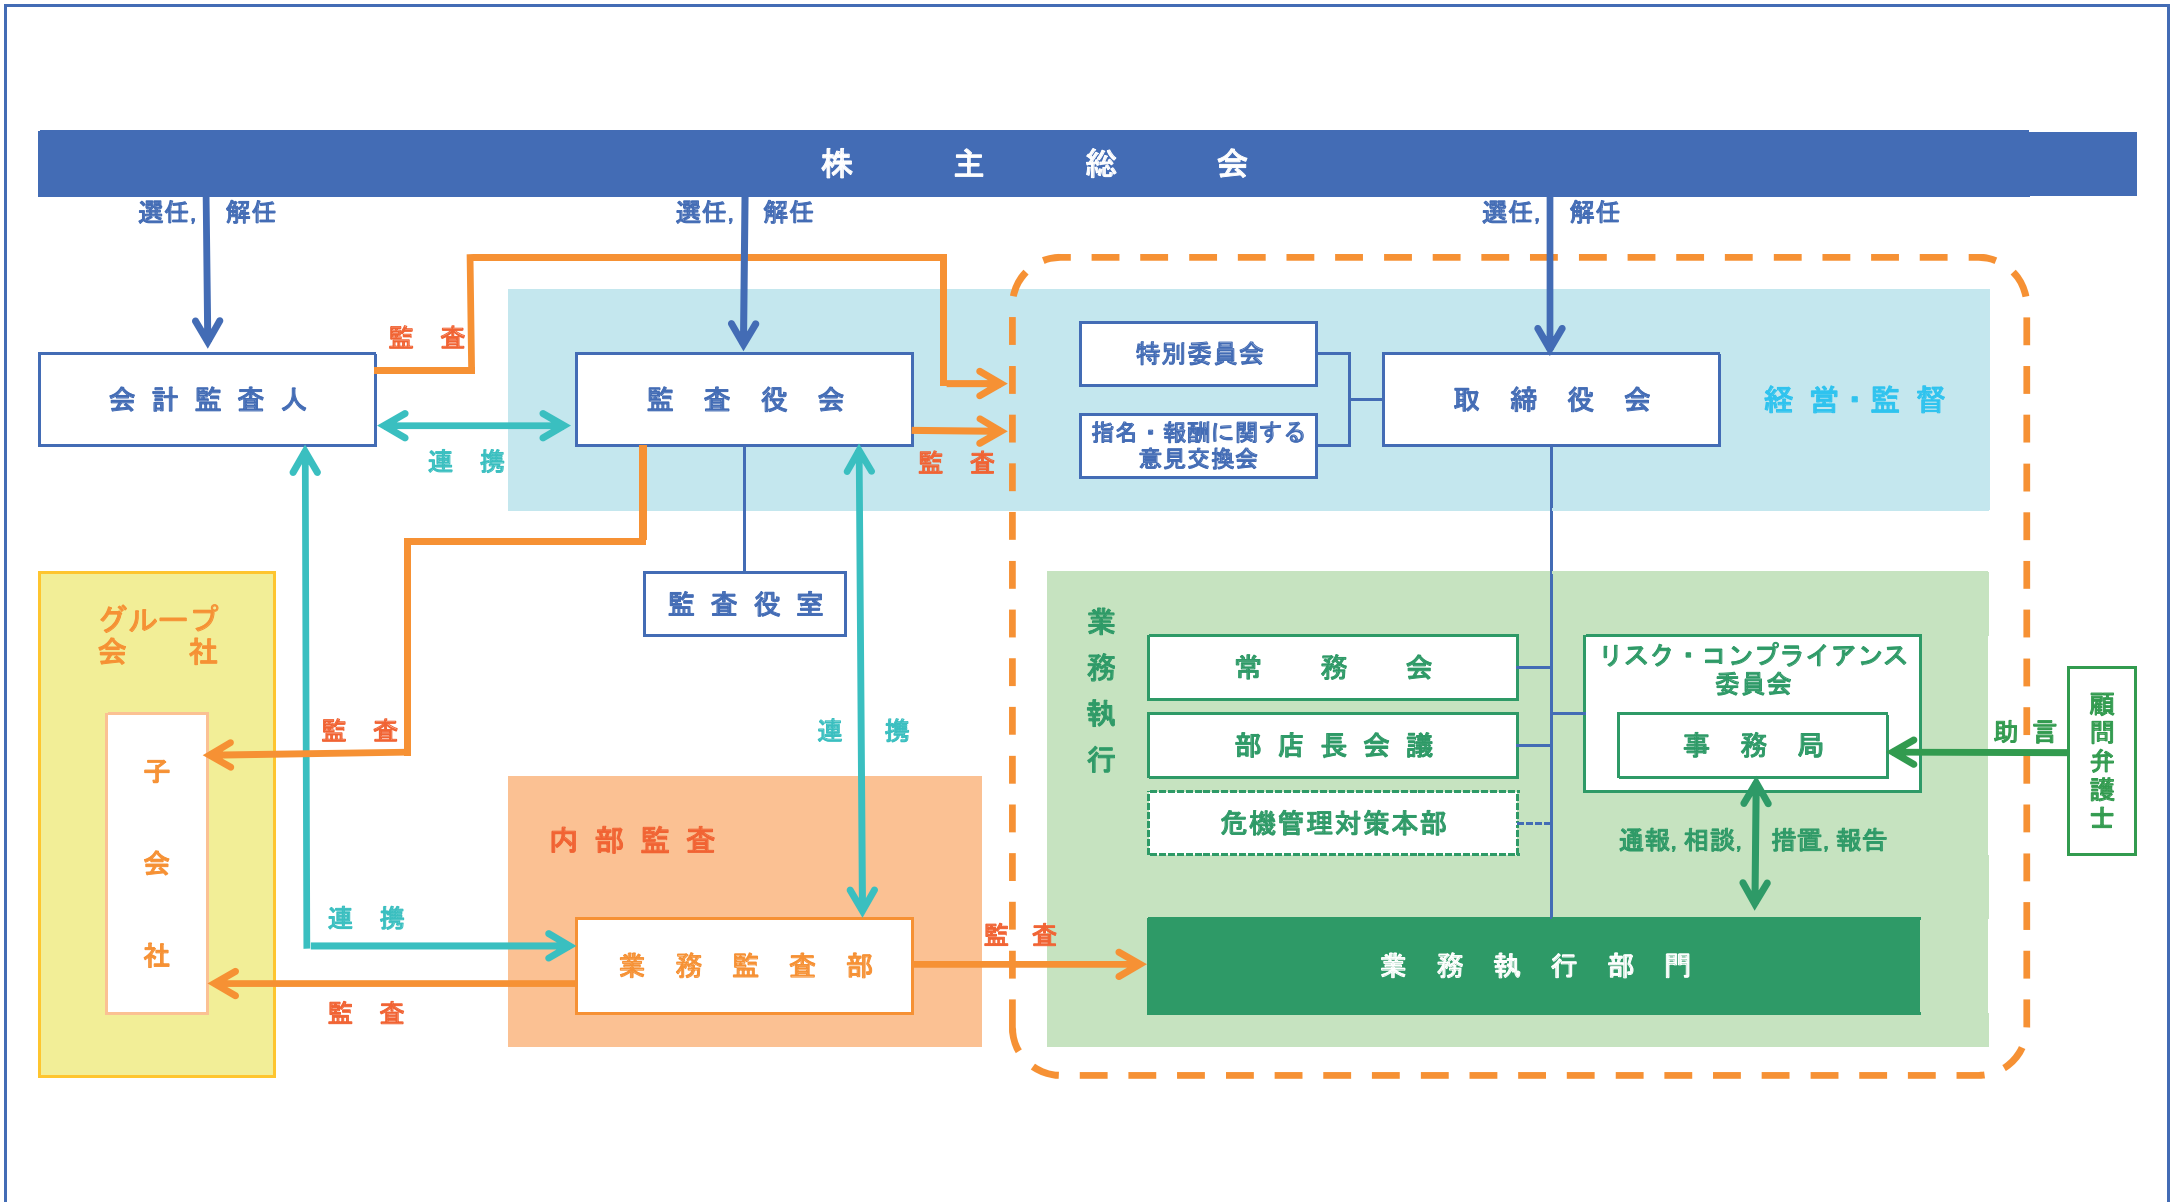 株主総会
選任, 解任
選任, 解任
選任, 解任
監査
会計監査人
監査役会
特別委員会
取締役会
経営・監督
指名・報酬に関する
意見交換会
連携
監査
グループ
会社
監査役室
業務執行
常務会
リスク・コンプライアンス
委員会
部店長会議
事務局
助言
顧問弁護士
監査
連携
子会社
危機管理対策本部
通報, 相談, 措置, 報告
内部監査
連携
業務監査部
監査
業務執行部門
監査